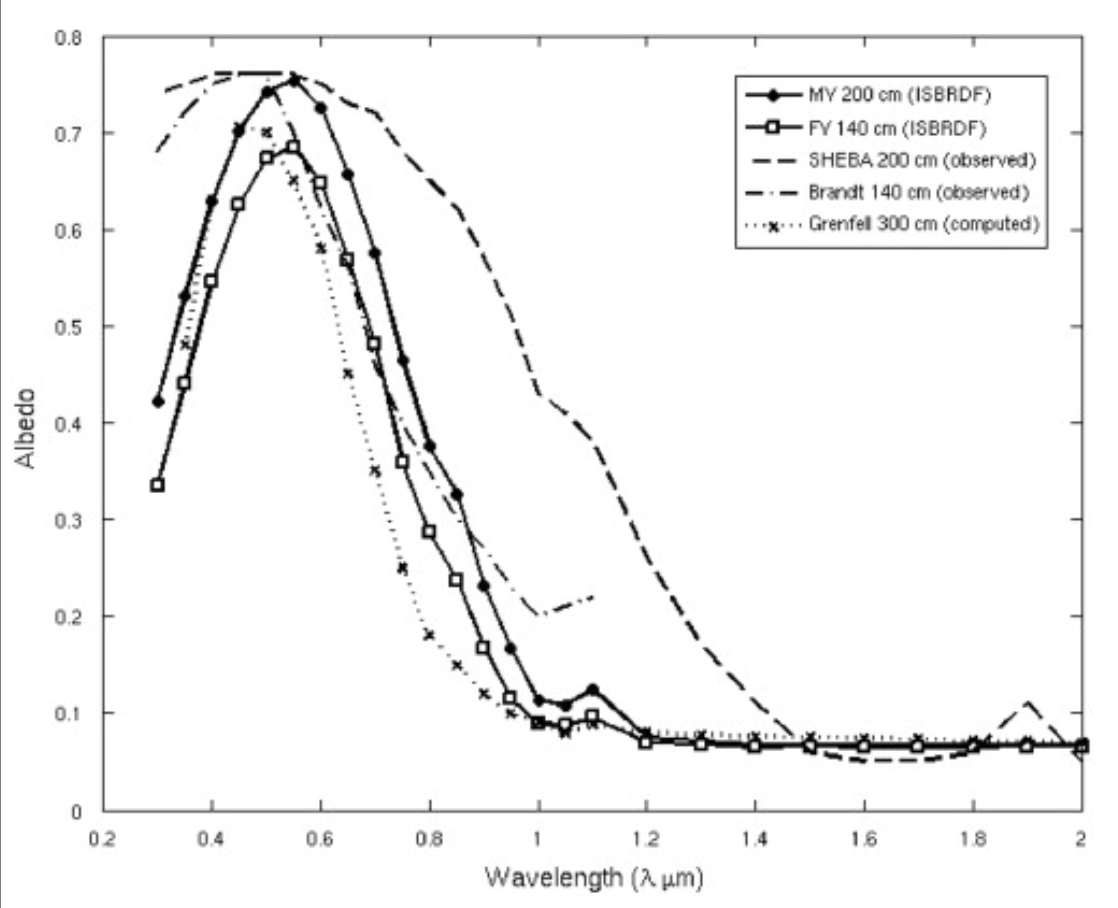 0.8
0.7
0.6
0.5
0.4
0.3
0.2
0.1
0
Albedo
MY 200 cm (ISBRDF)
FY 140 cm (ISBRDF)
SHEBA 200 cm (observed)
Brandt 140 cm (observed)
Grenfell 300 cm (computed)
0.2 0.4 0.6 0.8 1 1.2 1.4 1.6 1.8 2
Wavelength (λ μm)